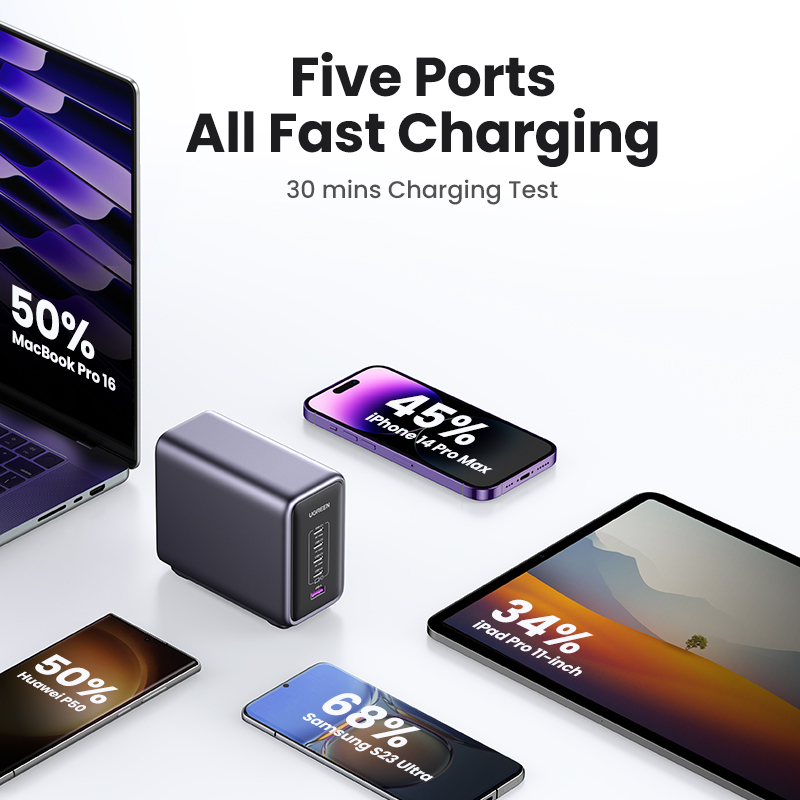 Five Ports
All Fast Charging
30 mins Charging Test
50%
MacBook Pro 16
45%
iPhone 14 Pro Max
UGREEN
34%
iPad Pro 11-inch
50%
Huawei P50
68%
Samsung S23 Ultra